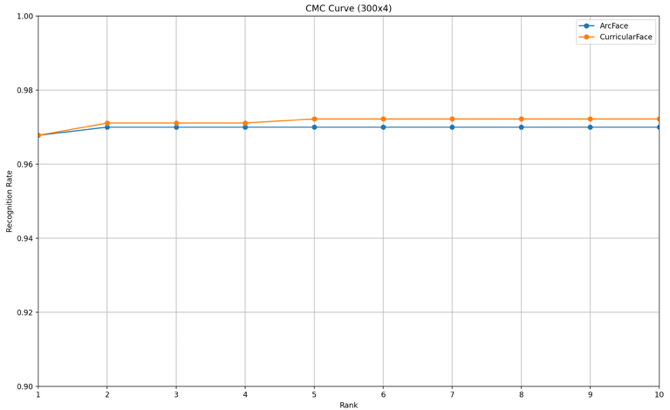 CMC Curve (300x4)
ArcFace
CurricularFace
Recognition Rate
1.00
0.98
0.96
0.94
0.92
0.90
1 2 3 4 5 6 7 8 9 10
Rank